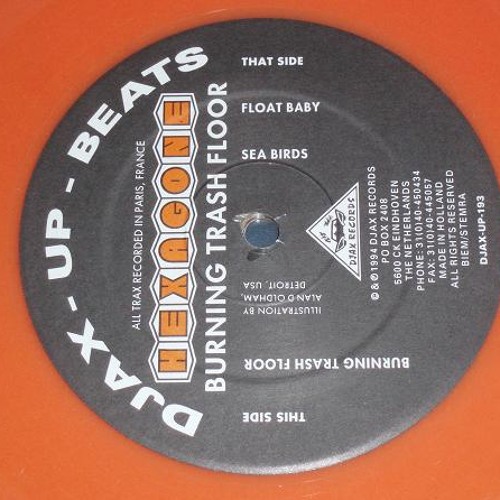 DJAX-UP-BEATS
ALL TRAX RECORDED IN PARIS, FRANCE
HEXAGONE
BURNING TRASH FLOOR
THAT SIDE
FLOAT BABY
SEA BIRDS
DJAX RECORDS
℗&©1994 DJAX RECORDS
PO BOX 2408
5600 CK EINDHOVEN
THE NETHERLANDS
PHONE: 31(0)40-450434
FAX: 31(0)40-445057
MADE IN HOLLAND
ALL RIGHTS RESERVED
BIEM/STEMRA
DJAX-UP-193
ILLUSTRATION BY
ALAN D OLDHAM,
DETROIT, USA
THIS SIDE
BURNING TRASH FLOOR